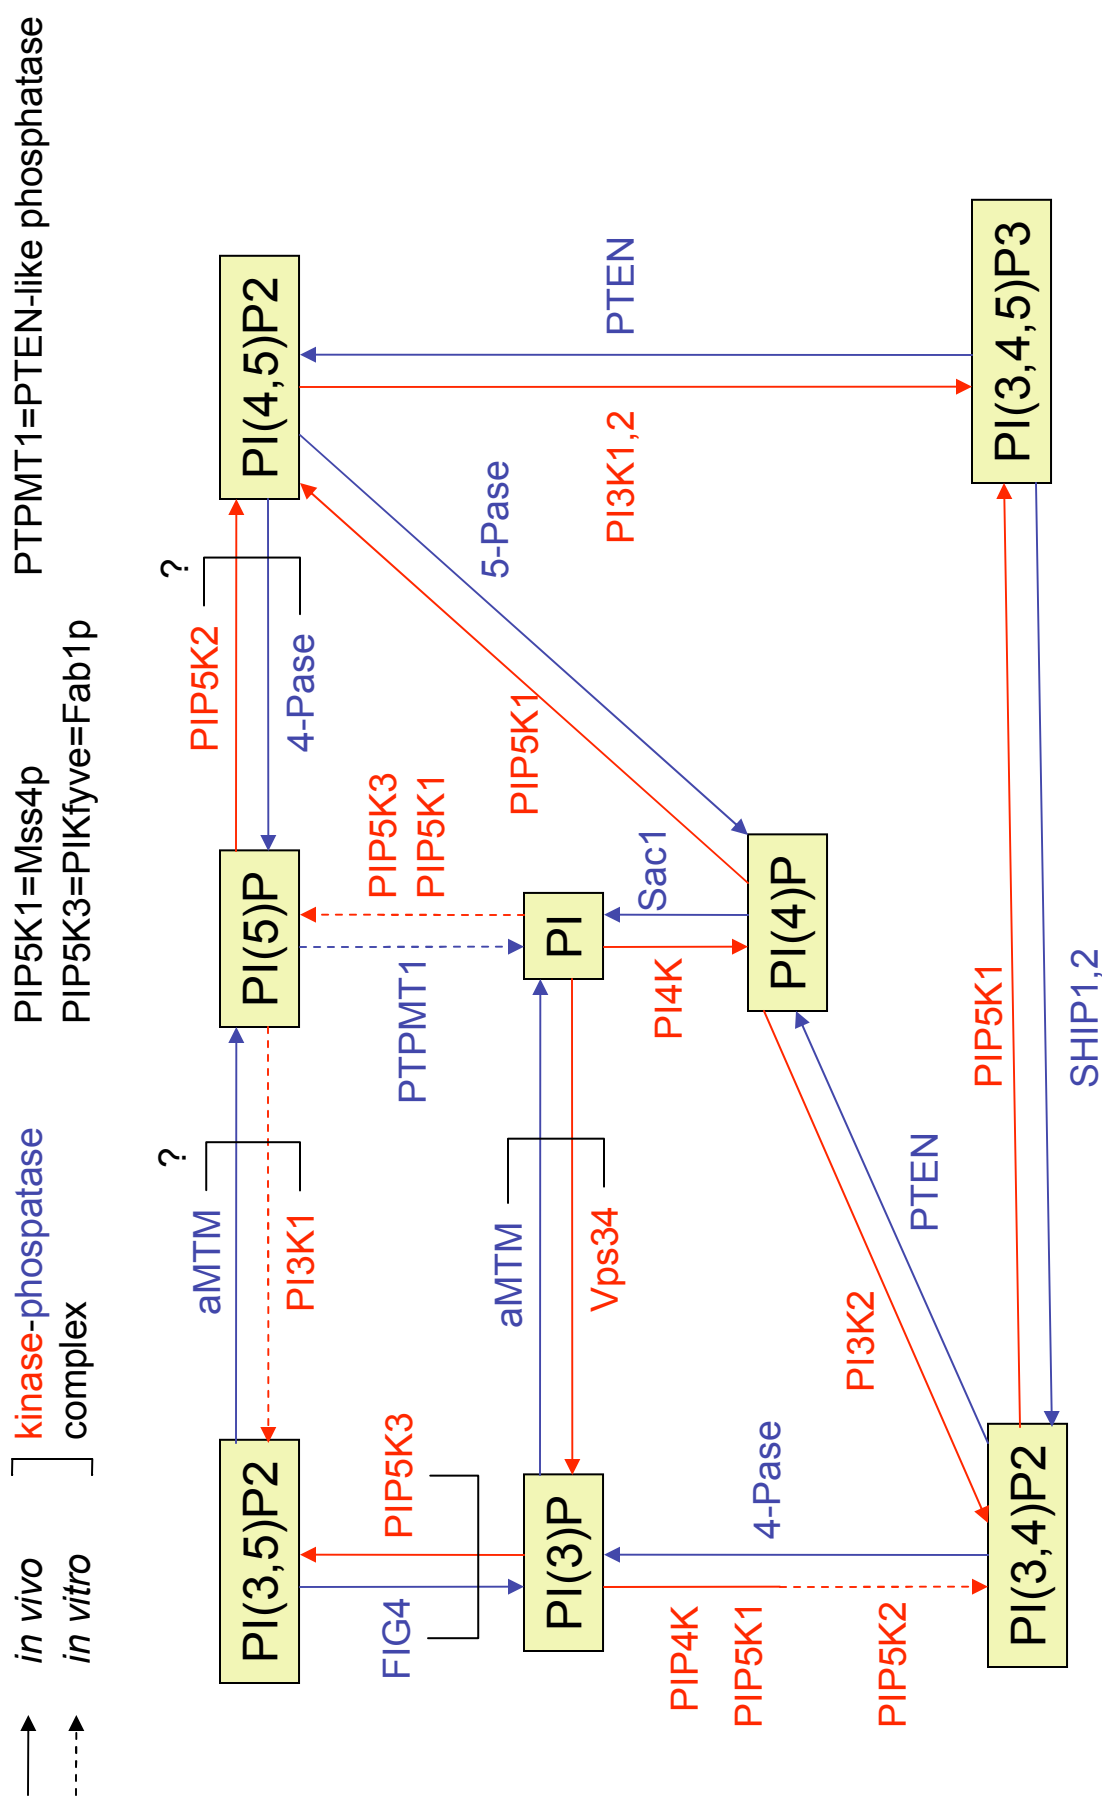 in vivo
in vitro
kinase-phospatase
complex
PIP5K1=Mss4p
PIP5K3=PIKfyve=Fab1p
PTPMT1=PTEN-like phosphatase
?
?
aMTM
PIP5K2
PI(3,5)P2
PI(5)P
PI(4,5)P2
PI3K1
4-Pase
FIG4
PIP5K3
PTPMT1
PIP5K3
PIP5K1
5-Pase
aMTM
PIP5K1
PI(3)P
PI
Vps34
PI4K
Sac1
PI3K1,2
PTEN
PIP4K
PIP5K1
4-Pase
PI(4)P
PIP5K2
PI3K2
PTEN
PIP5K1
PI(3,4)P2
PI(3,4,5)P3
SHIP1,2